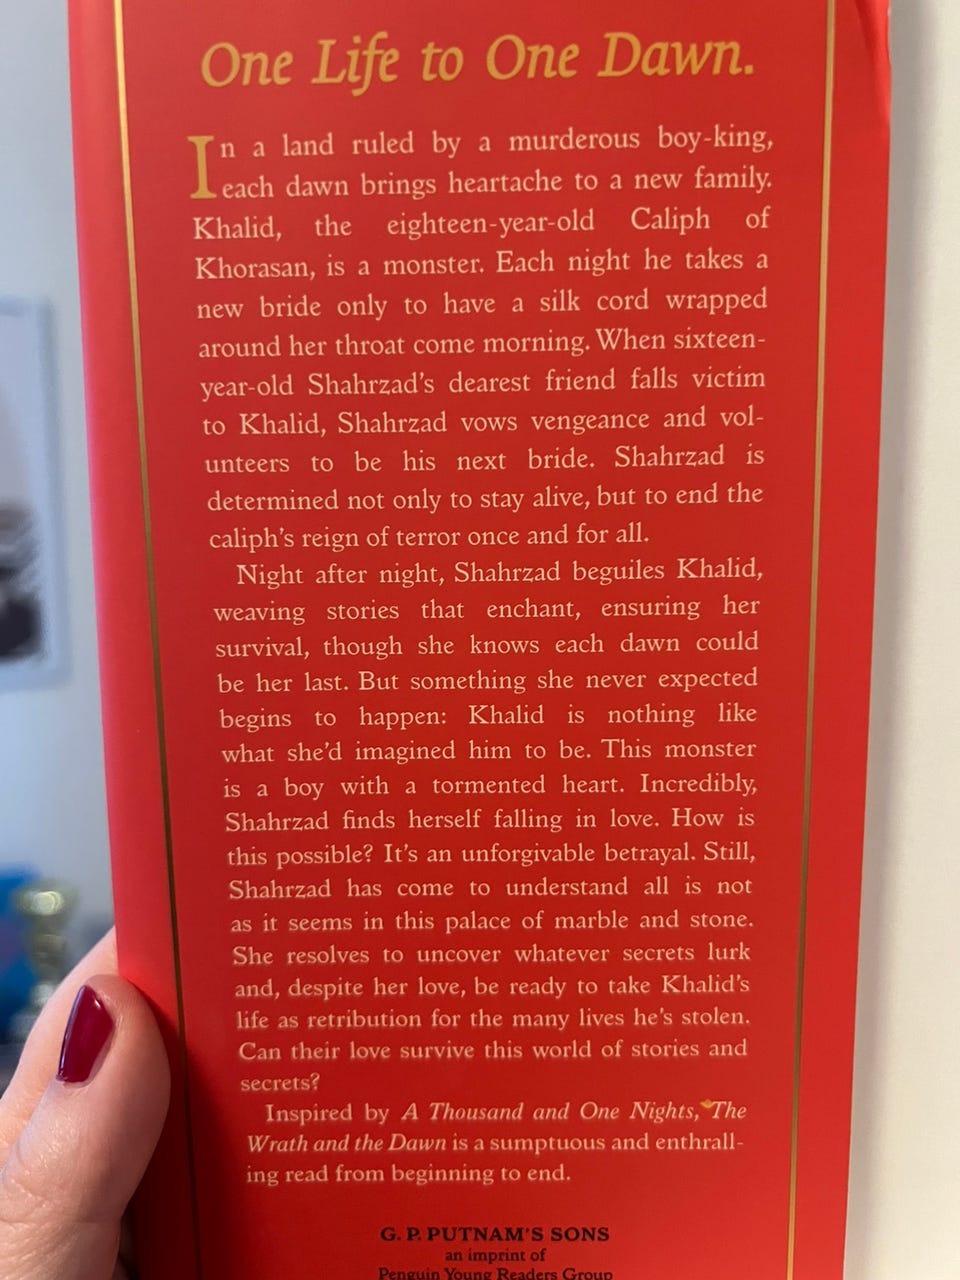 One Life to One Dawn.
In a land ruled by a murderous boy-king,
each dawn brings heartache to a new family.
Khalid, the eighteen-year-old Caliph of
Khorasan, is a monster. Each night he takes a
new bride only to have a silk cord wrapped
around her throat come morning. When sixteen-
year-old Shahrzad's dearest friend falls victim
to Khalid, Shahrzad vows vengeance and vol-
unteers to be his next bride. Shahrzad is
determined not only to stay alive, but to end the
caliph's reign of terror once and for all.
Night after night, Shahrzad beguiles Khalid,
weaving stories that enchant, ensuring her
survival, though she knows each dawn could
be her last. But something she never expected
begins to happen: Khalid is nothing like
what she'd imagined him to be. This monster
is a boy with a tormented heart. Incredibly,
Shahrzad finds herself falling in love. How is
this possible? It's an unforgivable betrayal. Still,
Shahrzad has come to understand all is not
as it seems in this palace of marble and stone.
She resolves to uncover whatever secrets lurk
and, despite her love, be ready to take Khalid's
life as retribution for the many lives he's stolen.
Can their love survive this world of stories and
secrets?
Inspired by A Thousand and One Nights, The
Wrath and the Dawn is a sumptuous and enthrall-
ing read from beginning to end.
G. P. PUTNAM'S SONS
an imprint of
Penguin Young Readers Group